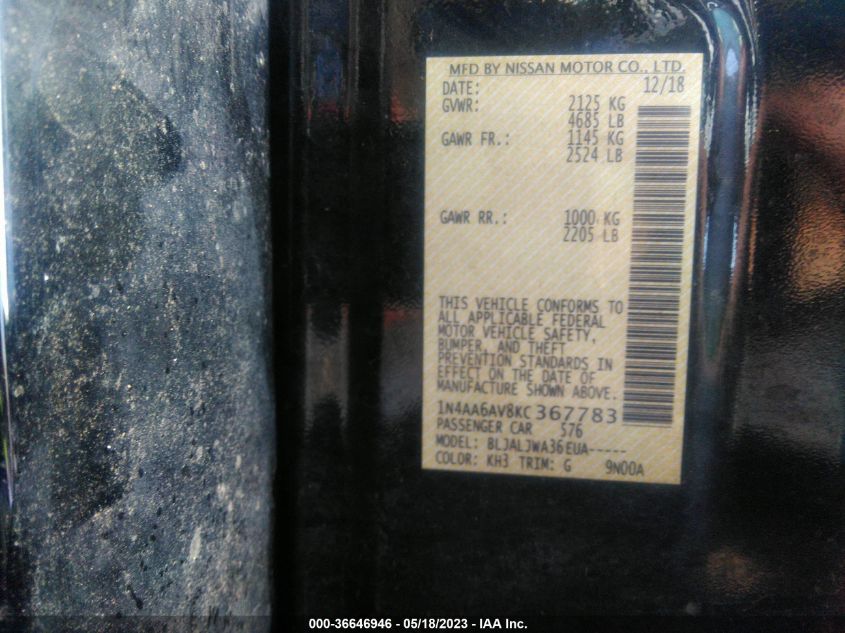 MFD BY NISSAN MOTOR CO., LTD.
DATE: 12/18
GVWR: 2125 KG
4685 LB
GAWR FR.: 1145 KG
2524 LB
GAWR RR.: 1000 KG
2205 LB
THIS VEHICLE CONFORMS TO
ALL APPLICABLE FEDERAL
MOTOR VEHICLE SAFETY,
BUMPER, AND THEFT
PREVENTION STANDARDS IN
EFFECT ON THE DATE OF
MANUFACTURE SHOWN ABOVE.
1N4AA6AV8KC367783
PASSENGER CAR 576
MODEL: BLJALJWA36EUA-----
COLOR: KH3 TRIM: G 9N00A
000-36646946 - 05/18/2023 - IAA Inc.